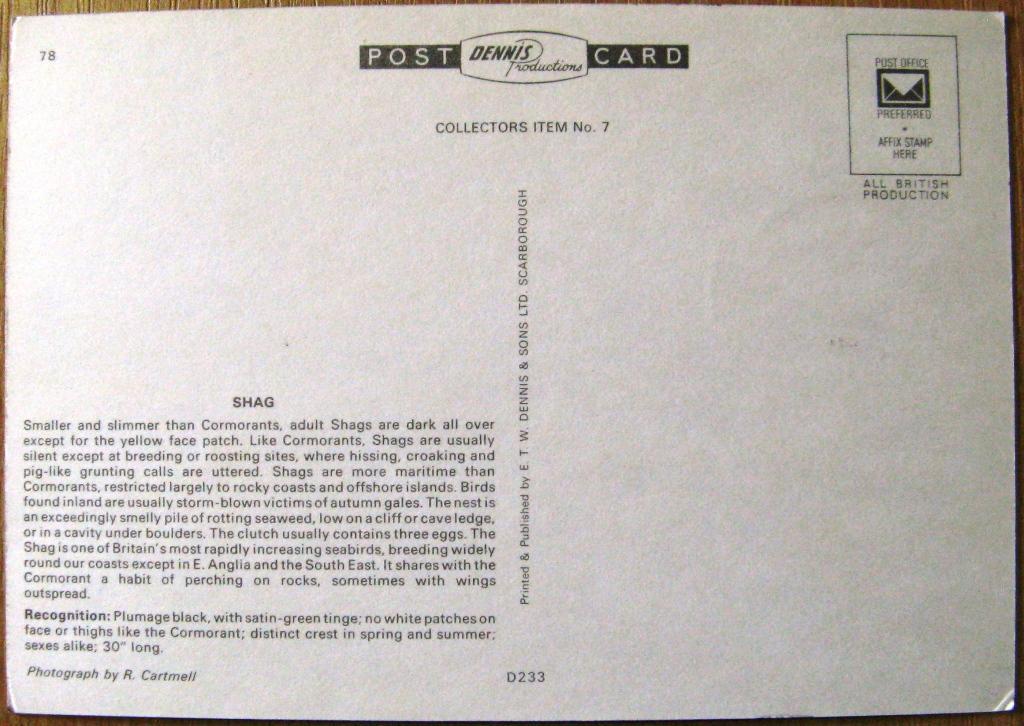 78
POST DENNIS Productions CARD
COLLECTORS ITEM No. 7
POST OFFICE
PREFERRED
AFFIX STAMP
HERE
ALL BRITISH
PRODUCTION
Printed & Published by E. T. W. DENNIS & SONS LTD. SCARBOROUGH
SHAG
Smaller and slimmer than Cormorants, adult Shags are dark all over
except for the yellow face patch. Like Cormorants, Shags are usually
silent except at breeding or roosting sites, where hissing, croaking and
pig-like grunting calls are uttered. Shags are more maritime than
Cormorants, restricted largely to rocky coasts and offshore islands. Birds
found inland are usually storm-blown victims of autumn gales. The nest is
an exceedingly smelly pile of rotting seaweed, low on a cliff or cave ledge,
or in a cavity under boulders. The clutch usually contains three eggs. The
Shag is one of Britain's most rapidly increasing seabirds, breeding widely
round our coasts except in E. Anglia and the South East. It shares with the
Cormorant a habit of perching on rocks, sometimes with wings
outspread.
Recognition: Plumage black, with satin-green tinge; no white patches on
face or thighs like the Cormorant; distinct crest in spring and summer;
sexes alike; 30" long.
Photograph by R. Cartmell
D233